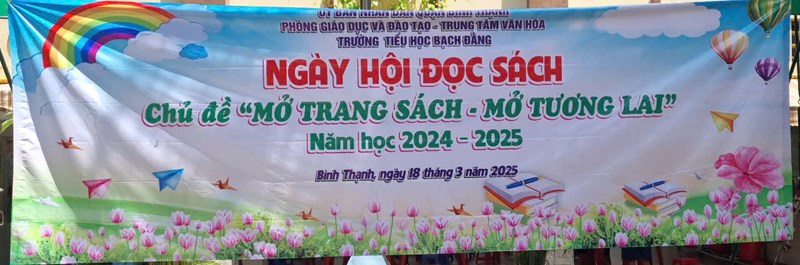 ỦY BAN NHÂN DÂN QUẬN BÌNH THẠNH
PHÒNG GIÁO DỤC VÀ ĐÀO TẠO - TRUNG TÂM VĂN HÓA
TRƯỜNG TIỂU HỌC BẠCH ĐẰNG
NGÀY HỘI ĐỌC SÁCH
Chủ đề “MỞ TRANG SÁCH - MỞ TƯƠNG LAI”
Năm học 2024 - 2025
Bình Thạnh, ngày 18 tháng 3 năm 2025